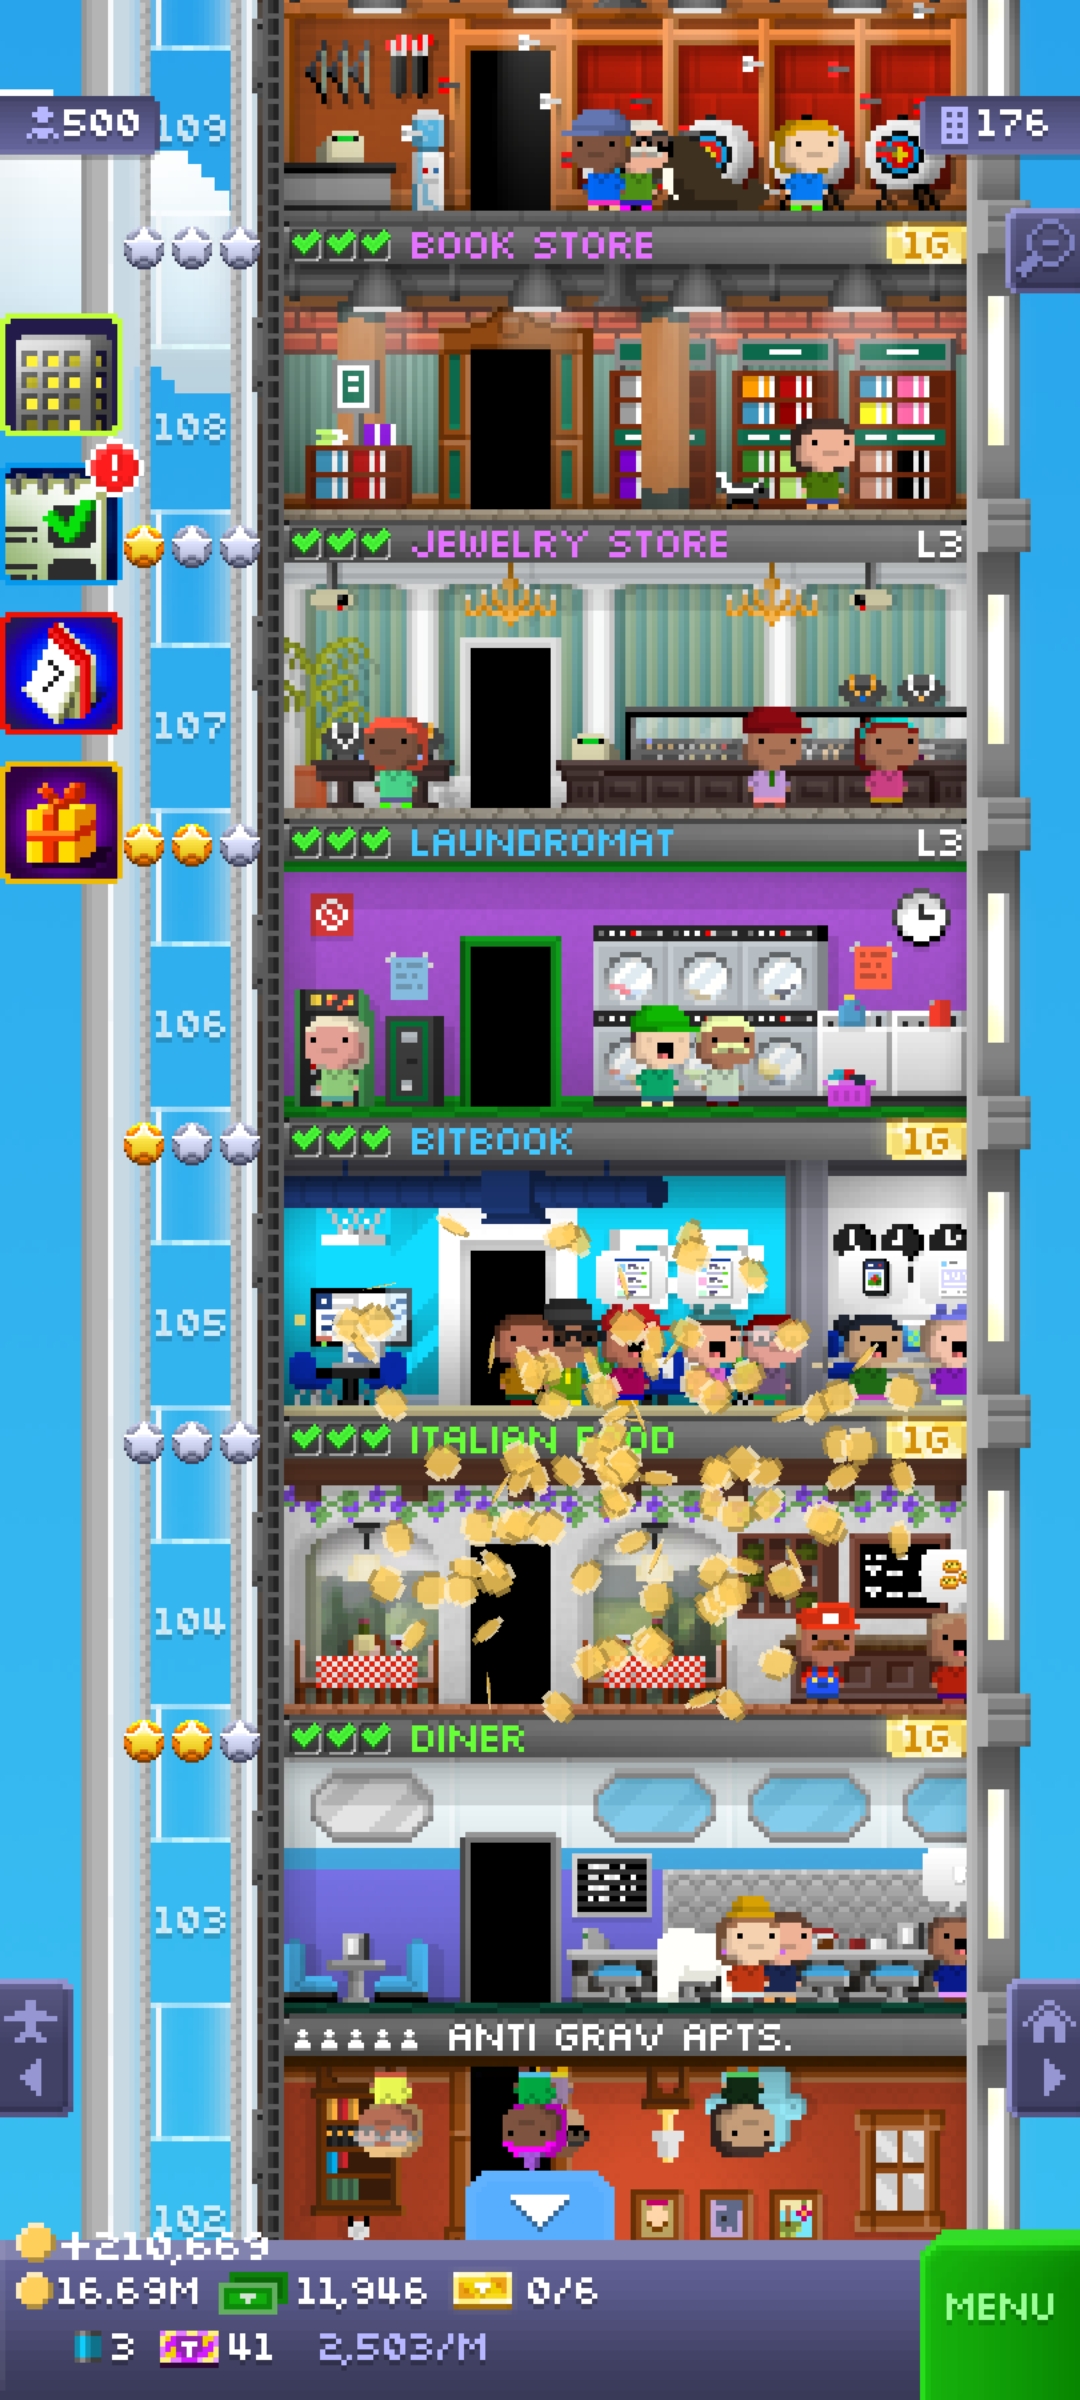 500
109
176
BOOK STORE
1G
108
JEWELRY STORE
L3
107
LAUNDROMAT
L3
106
BITBOOK
1G
105
ITALIAN FOOD
1G
104
DINER
1G
103
ANTI GRAV APTS.
102
+210,669
16.69M
11,946
0/6
3
T
41
2,503/M
MENU